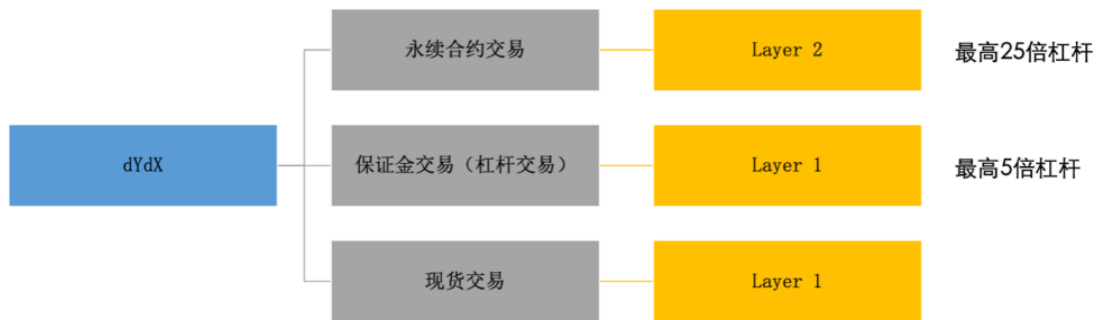 永续合约交易
Layer 2
最高25倍杠杆
dYdX
保证金交易（杠杆交易）
Layer 1
最高5倍杠杆
现货交易
Layer 1